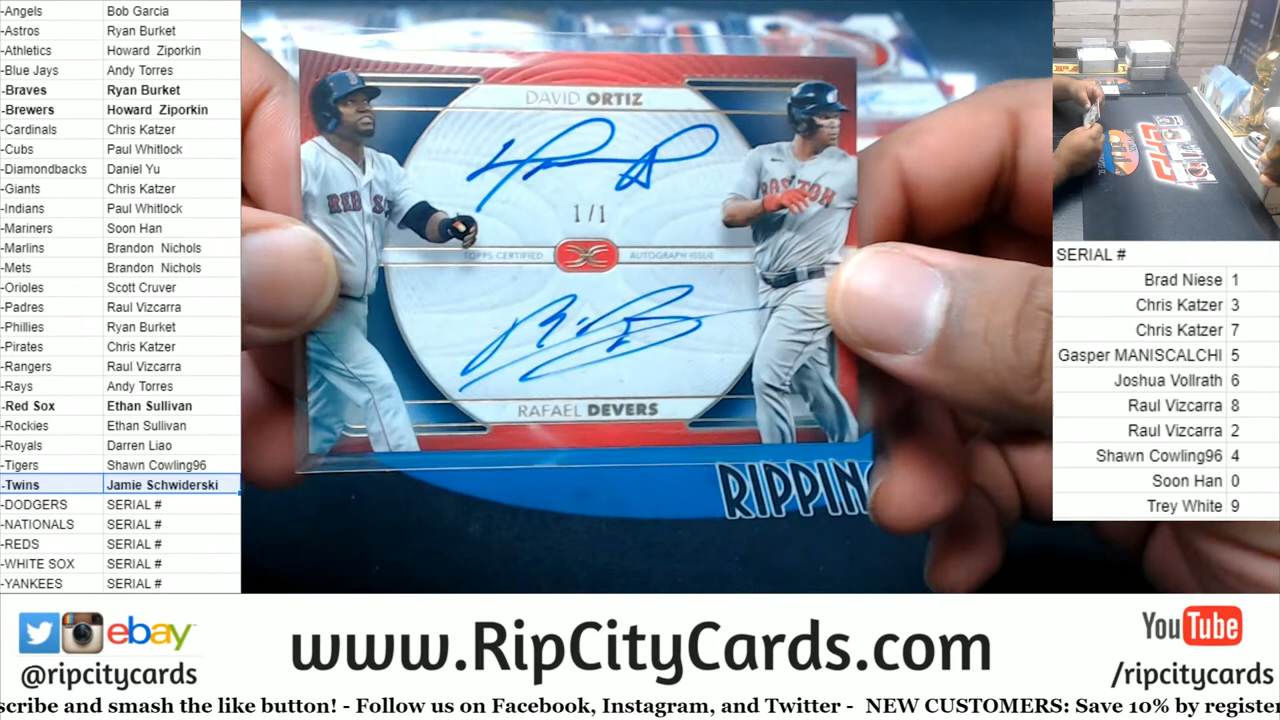 -Angels Bob Garcia
-Astros Ryan Burket
-Athletics Howard Ziporkin
-Blue Jays Andy Torres
-Braves Ryan Burket
-Brewers Howard Ziporkin
-Cardinals Chris Katzer
-Cubs Paul Whitlock
-Diamondbacks Daniel Yu
-Giants Chris Katzer
-Indians Paul Whitlock
-Mariners Soon Han
-Marlins Brandon Nichols
-Mets Brandon Nichols
-Orioles Scott Cruver
-Padres Raul Vizcarra
-Phillies Ryan Burket
-Pirates Chris Katzer
-Rangers Raul Vizcarra
-Rays Andy Torres
-Red Sox Ethan Sullivan
-Rockies Ethan Sullivan
-Royals Darren Liao
-Tigers Shawn Cowling96
-Twins Jamie Schwiderski
-DODGERS SERIAL #
-NATIONALS SERIAL #
-REDS SERIAL #
-WHITE SOX SERIAL #
-YANKEES SERIAL #
DAVID ORTIZ
1/1
TOPPS CERTIFIED AUTOGRAPH ISSUE
RED S
BOSTON
RAFAEL DEVERS
RIPPIN
SERIAL #
Brad Niese 1
Chris Katzer 3
Chris Katzer 7
Gasper MANISCALCHI 5
Joshua Vollrath 6
Raul Vizcarra 8
Raul Vizcarra 2
Shawn Cowling96 4
Soon Han 0
Trey White 9
ebay
@ripcitycards
www.RipCityCards.com
YouTube
/ripcitycards
scribe and smash the like button! - Follow us on Facebook, Instagram, and Twitter - NEW CUSTOMERS: Save 10% by register